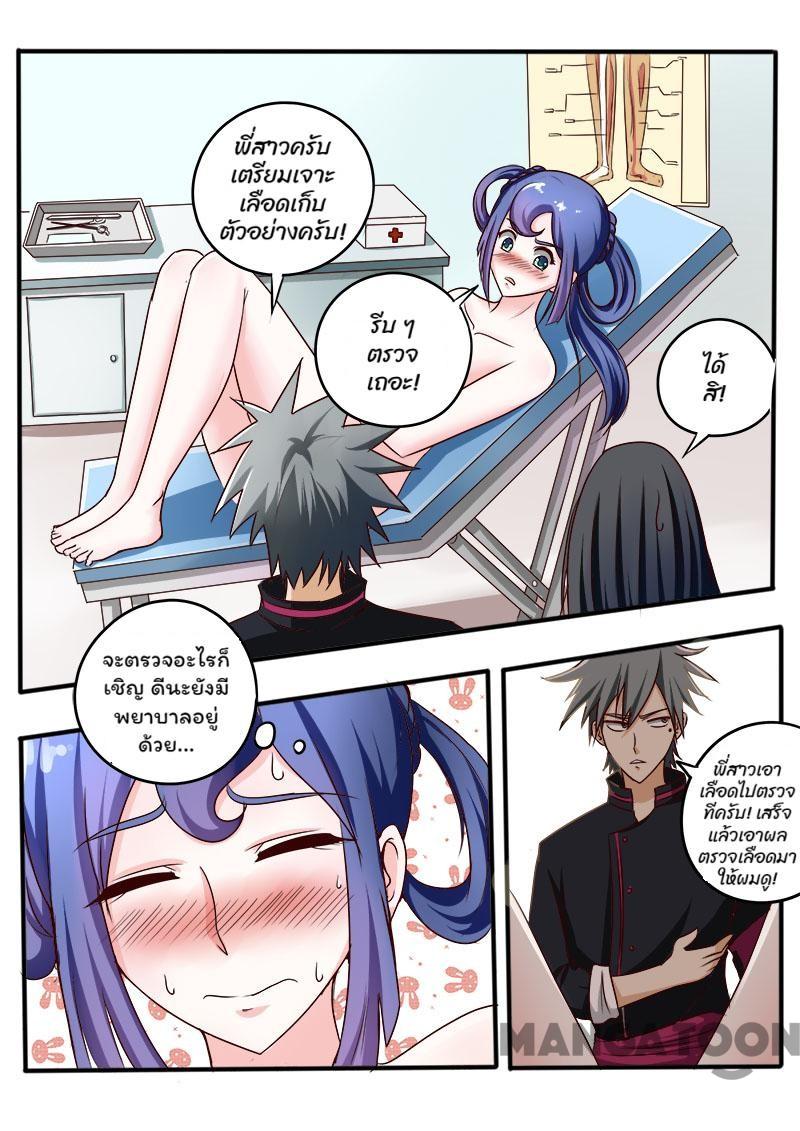 พี่สาวครับ
เตรียมเจาะ
เลือดเก็บ
ตัวอย่างครับ!
รีบ ๆ
ตรวจ
เถอะ!
ได้
สิ!
จะตรวจอะไรก็
เชิญ ดีนะยังมี
พยาบาลอยู่
ด้วย...
พี่สาวเอา
เลือดไปตรวจ
ทีครับ! เสร็จ
แล้วเอาผล
ตรวจเลือดมา
ให้ผมดู!
MANGATOON